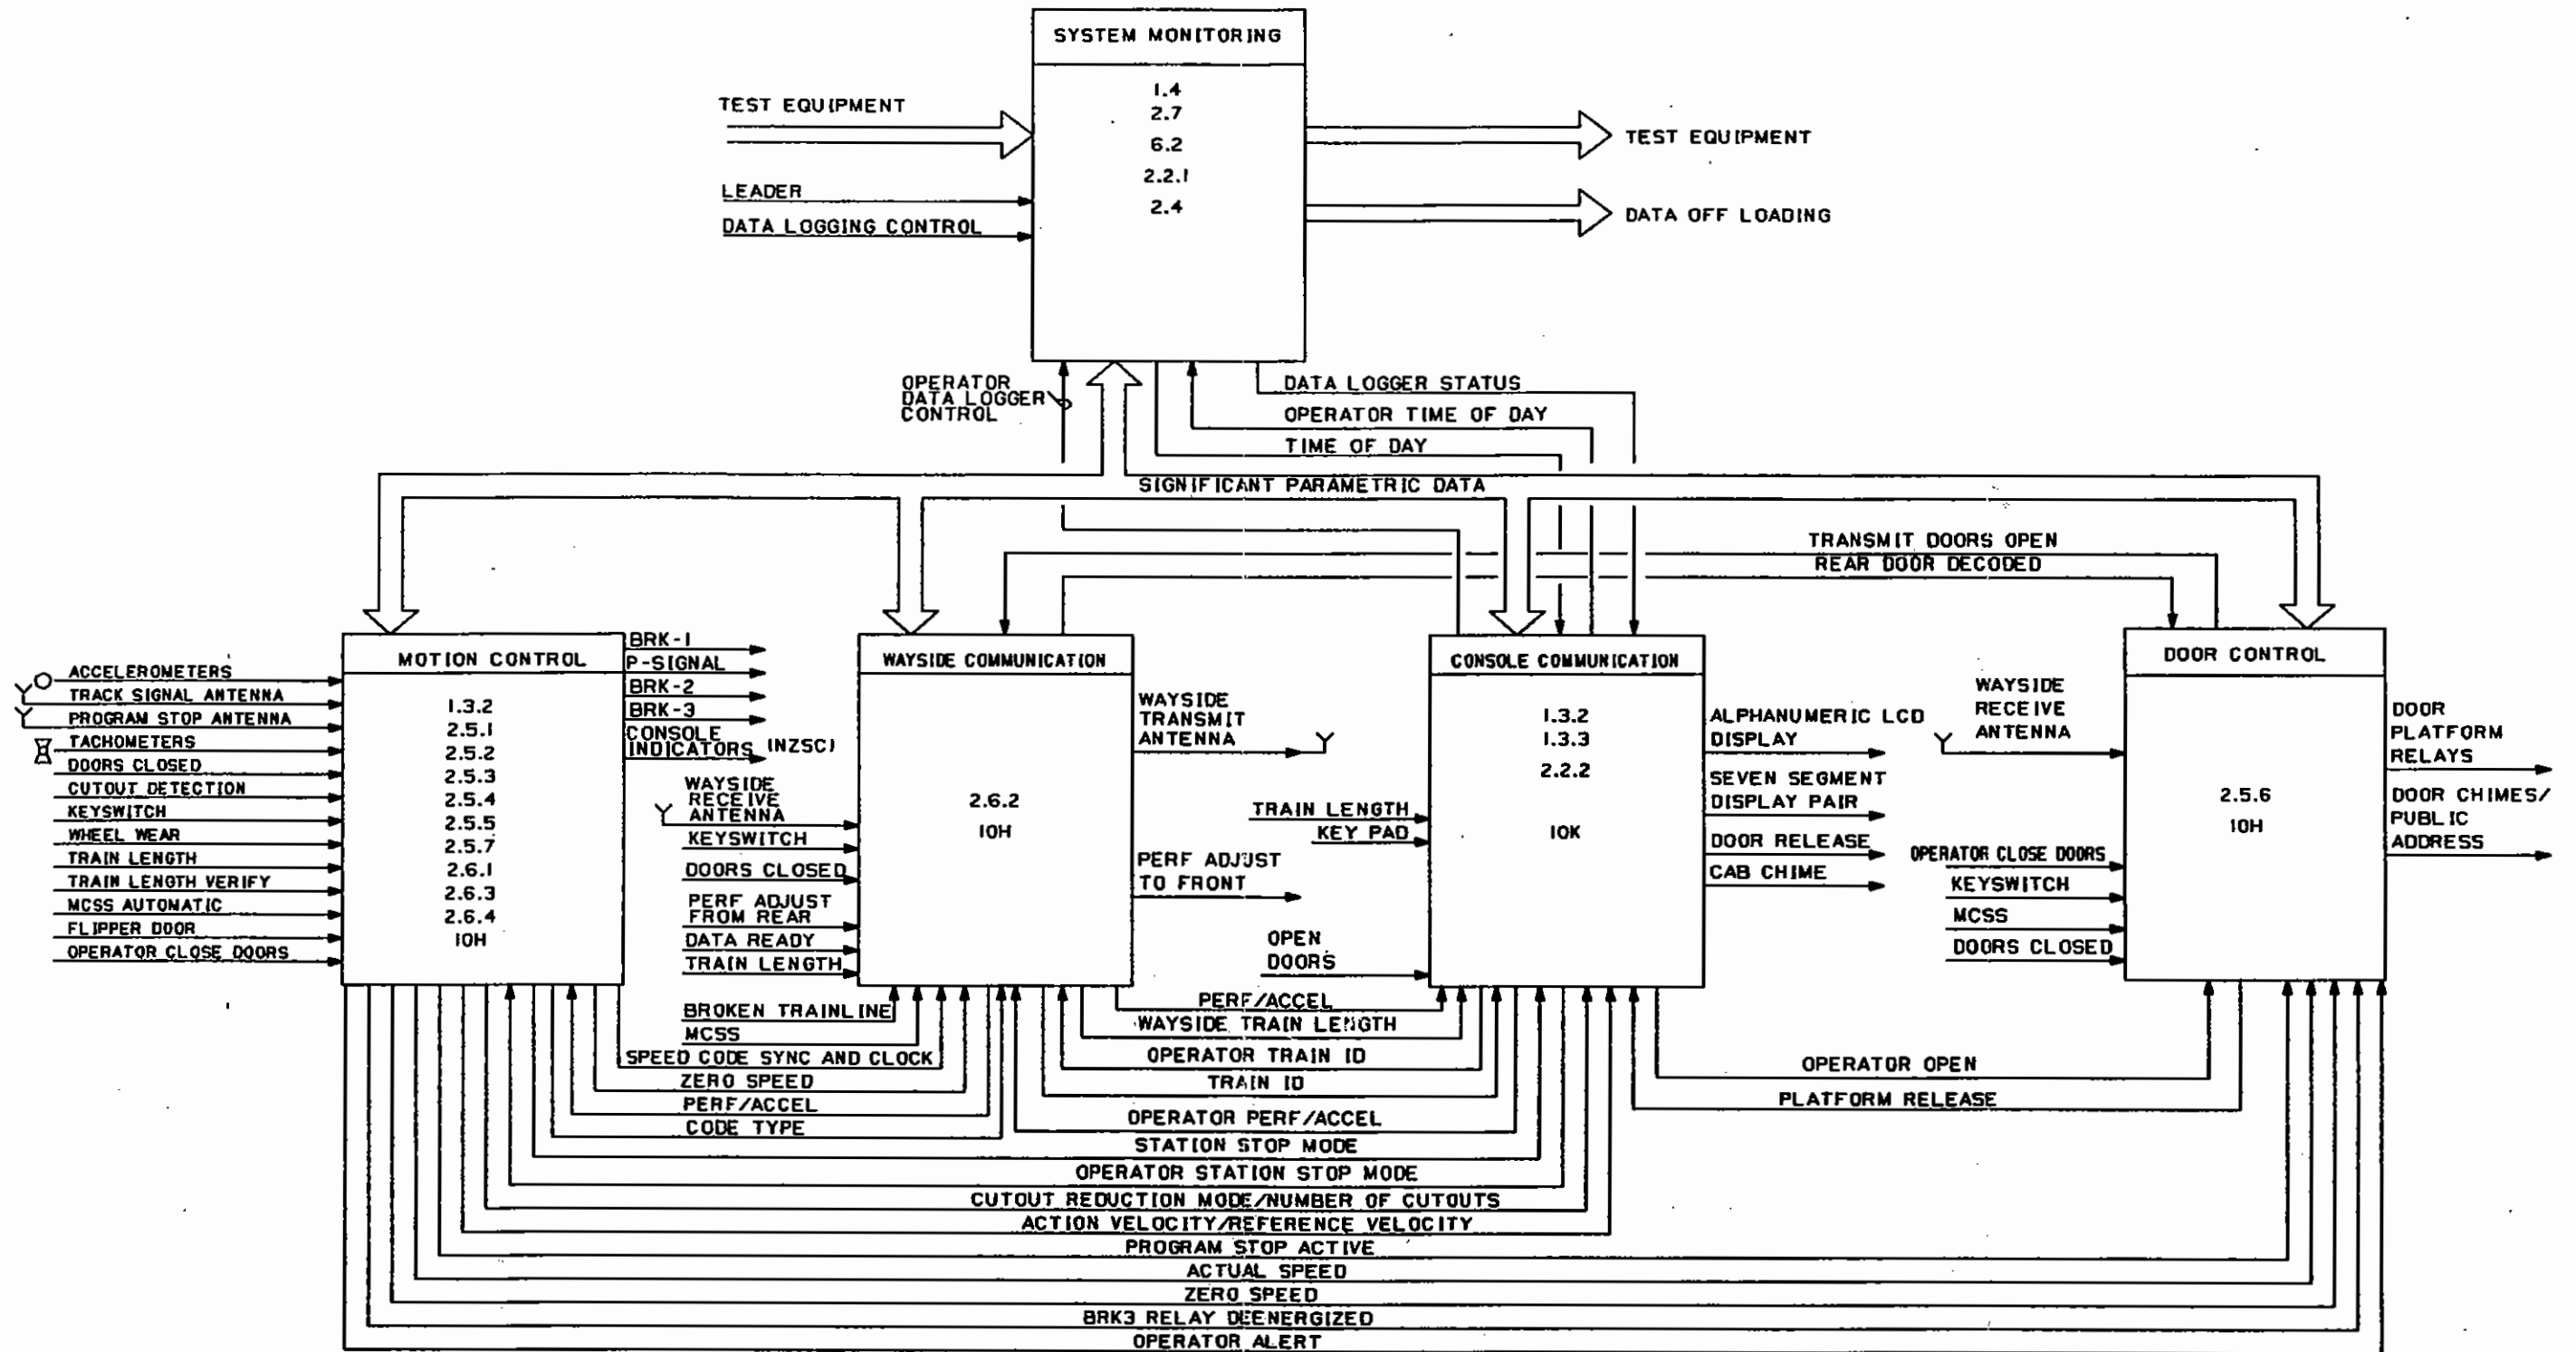 SYSTEM MONITORING
1.4
2.7
6.2
2.2.1
2.4
TEST EQUIPMENT
LEADER
DATA LOGGING CONTROL
TEST EQUIPMENT
DATA OFF LOADING
OPERATOR
DATA LOGGER
CONTROL
DATA LOGGER STATUS
OPERATOR TIME OF DAY
TIME OF DAY
SIGNIFICANT PARAMETRIC DATA
TRANSMIT DOORS OPEN
REAR DOOR DECODED
ACCELEROMETERS
TRACK SIGNAL ANTENNA
PROGRAM STOP ANTENNA
TACHOMETERS
DOORS CLOSED
CUTOUT DETECTION
KEYSWITCH
WHEEL WEAR
TRAIN LENGTH
TRAIN LENGTH VERIFY
MCSS AUTOMATIC
FLIPPER DOOR
OPERATOR CLOSE DOORS
MOTION CONTROL
1.3.2
2.5.1
2.5.2
2.5.3
2.5.4
2.5.5
2.5.7
2.6.1
2.6.3
2.6.4
10H
BRK-1
P-SIGNAL
BRK-2
BRK-3
CONSOLE
INDICATORS (NZSC)
WAYSIDE
RECEIVE
ANTENNA
KEYSWITCH
DOORS CLOSED
PERF ADJUST
FROM REAR
DATA READY
TRAIN LENGTH
BROKEN TRAINLINE
MCSS
WAYSIDE COMMUNICATION
2.6.2
10H
WAYSIDE
TRANSMIT
ANTENNA
PERF ADJUST
TO FRONT
TRAIN LENGTH
KEY PAD
OPEN
DOORS
CONSOLE COMMUNICATION
1.3.2
1.3.3
2.2.2
10K
ALPHANUMERIC LCD
DISPLAY
SEVEN SEGMENT
DISPLAY PAIR
DOOR RELEASE
CAB CHIME
WAYSIDE
RECEIVE
ANTENNA
OPERATOR CLOSE DOORS
KEYSWITCH
MCSS
DOORS CLOSED
DOOR CONTROL
2.5.6
10H
DOOR
PLATFORM
RELAYS
DOOR CHIMES/
PUBLIC
ADDRESS
SPEED CODE SYNC AND CLOCK
ZERO SPEED
PERF/ACCEL
CODE TYPE
PERF/ACCEL
WAYSIDE TRAIN LENGTH
OPERATOR TRAIN ID
TRAIN ID
OPERATOR PERF/ACCEL
STATION STOP MODE
OPERATOR STATION STOP MODE
CUTOUT REDUCTION MODE/NUMBER OF CUTOUTS
ACTION VELOCITY/REFERENCE VELOCITY
PROGRAM STOP ACTIVE
ACTUAL SPEED
ZERO SPEED
BRK3 RELAY DEENERGIZED
OPERATOR ALERT
OPERATOR OPEN
PLATFORM RELEASE